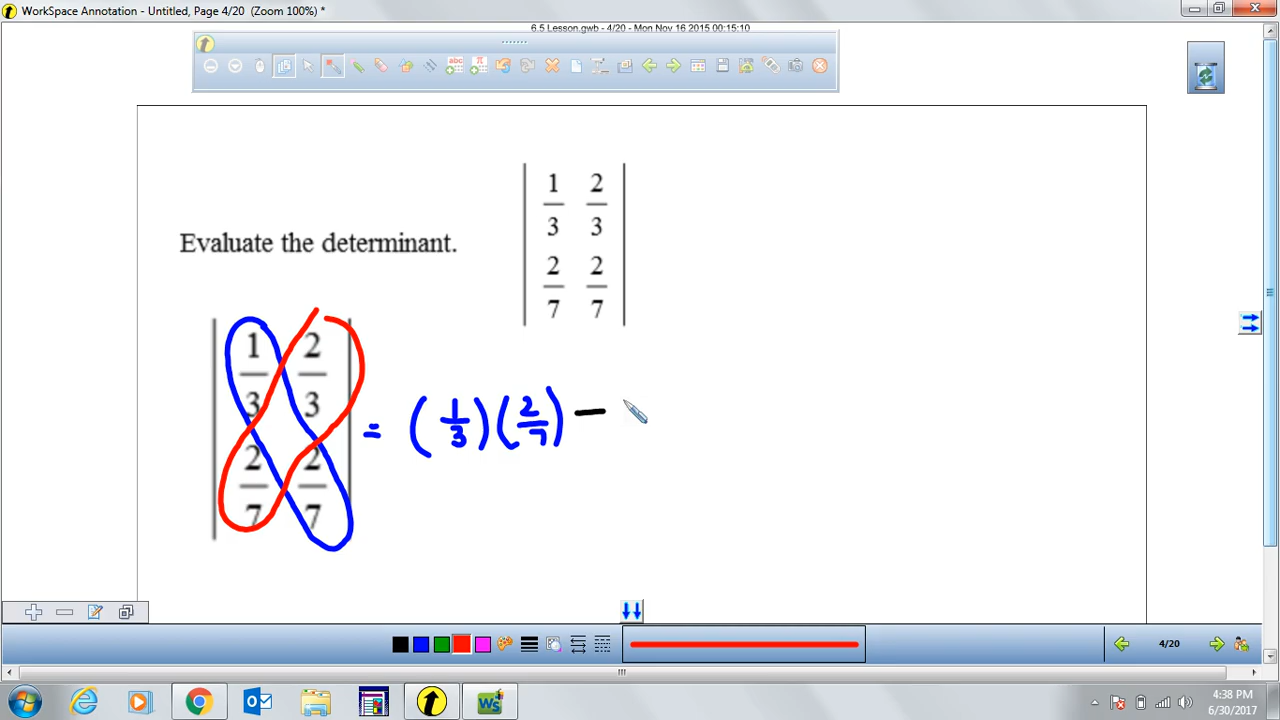 WorkSpace Annotation - Untitled, Page 4/20 (Zoom 100%) *
6.5 Lesson.gwb - 4/20 - Mon Nov 16 2015 00:15:10
abc π
1 2
3 3
Evaluate the determinant.
2 2
7 7
1 2
3 3
2 2
7 7
= (1/3)(2/7) −
4/20
Ws
4:38 PM
6/30/2017